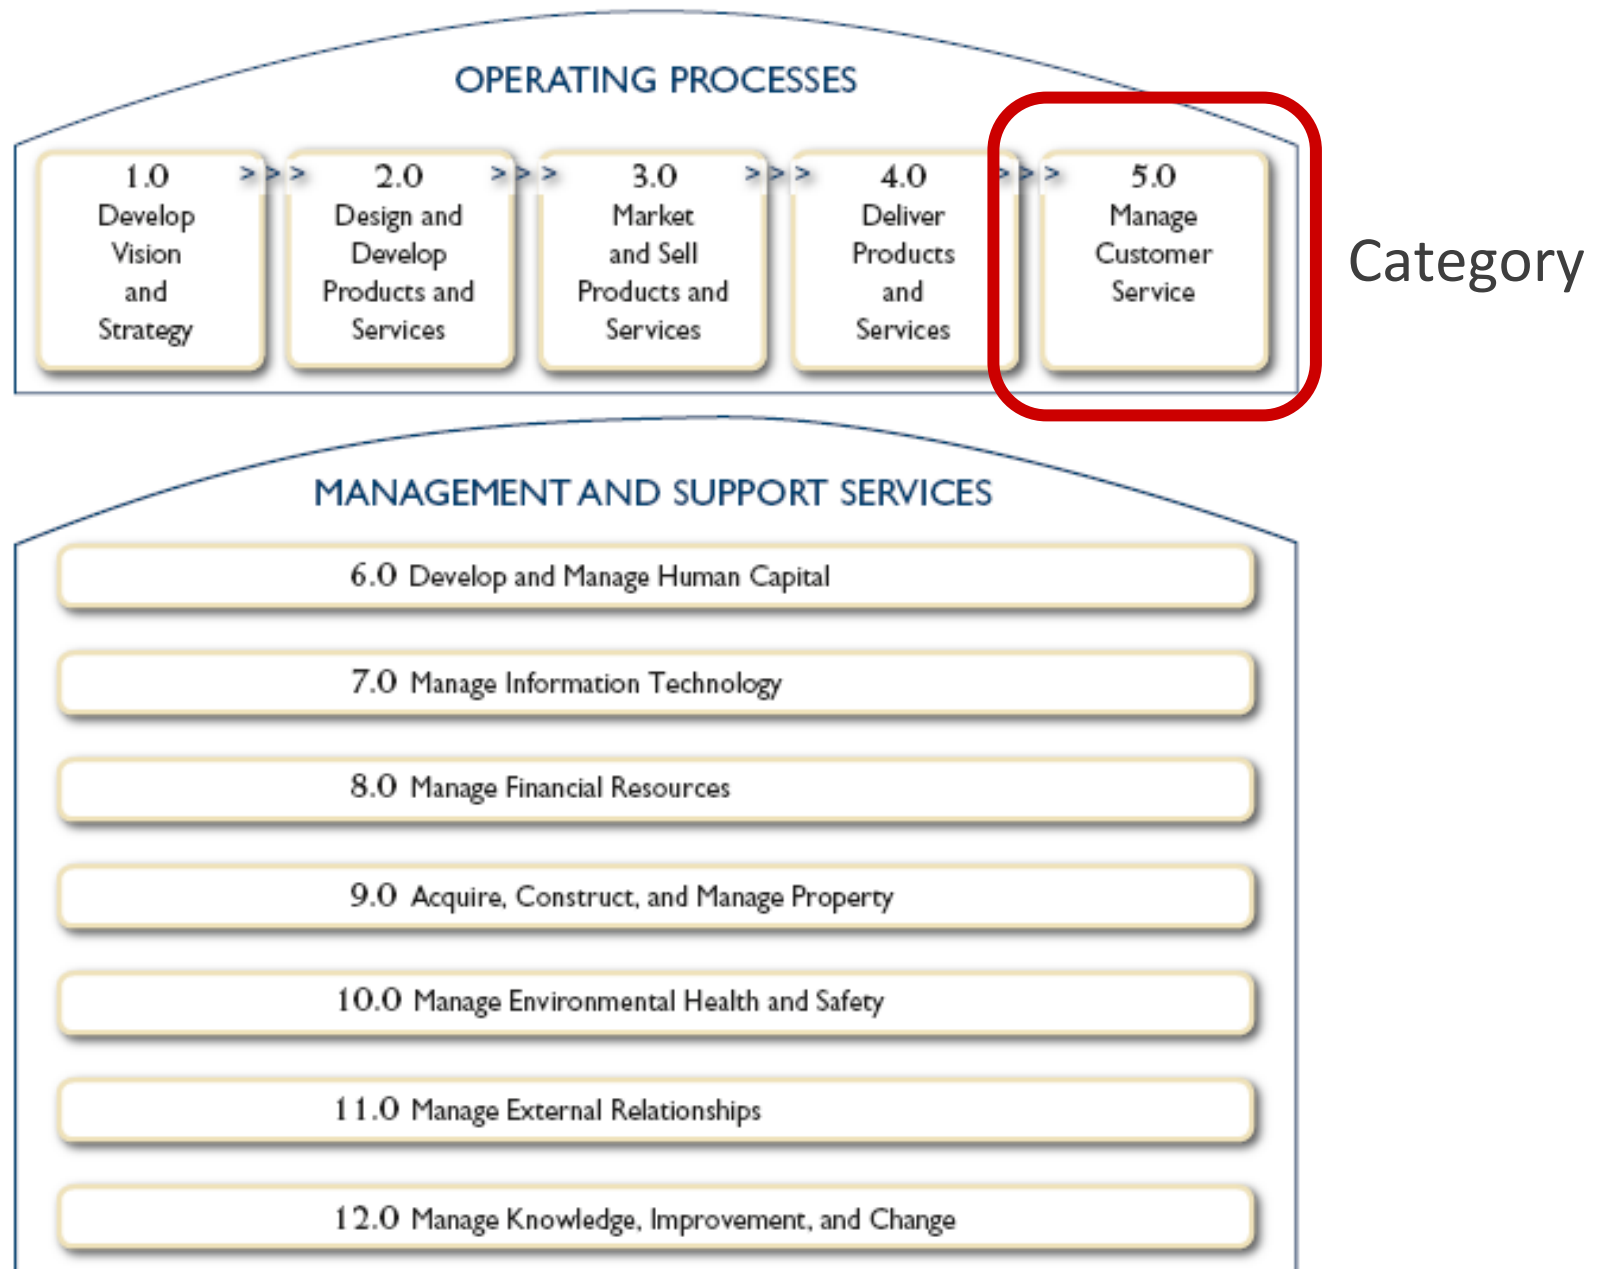 OPERATING PROCESSES
1.0 > > > 2.0 > > > 3.0 > > > 4.0 > > > 5.0
Develop
Vision
and
Strategy
Design and
Develop
Products and
Services
Market
and Sell
Products and
Services
Deliver
Products
and
Services
Manage
Customer
Service
Category
MANAGEMENT AND SUPPORT SERVICES
6.0 Develop and Manage Human Capital
7.0 Manage Information Technology
8.0 Manage Financial Resources
9.0 Acquire, Construct, and Manage Property
10.0 Manage Environmental Health and Safety
11.0 Manage External Relationships
12.0 Manage Knowledge, Improvement, and Change